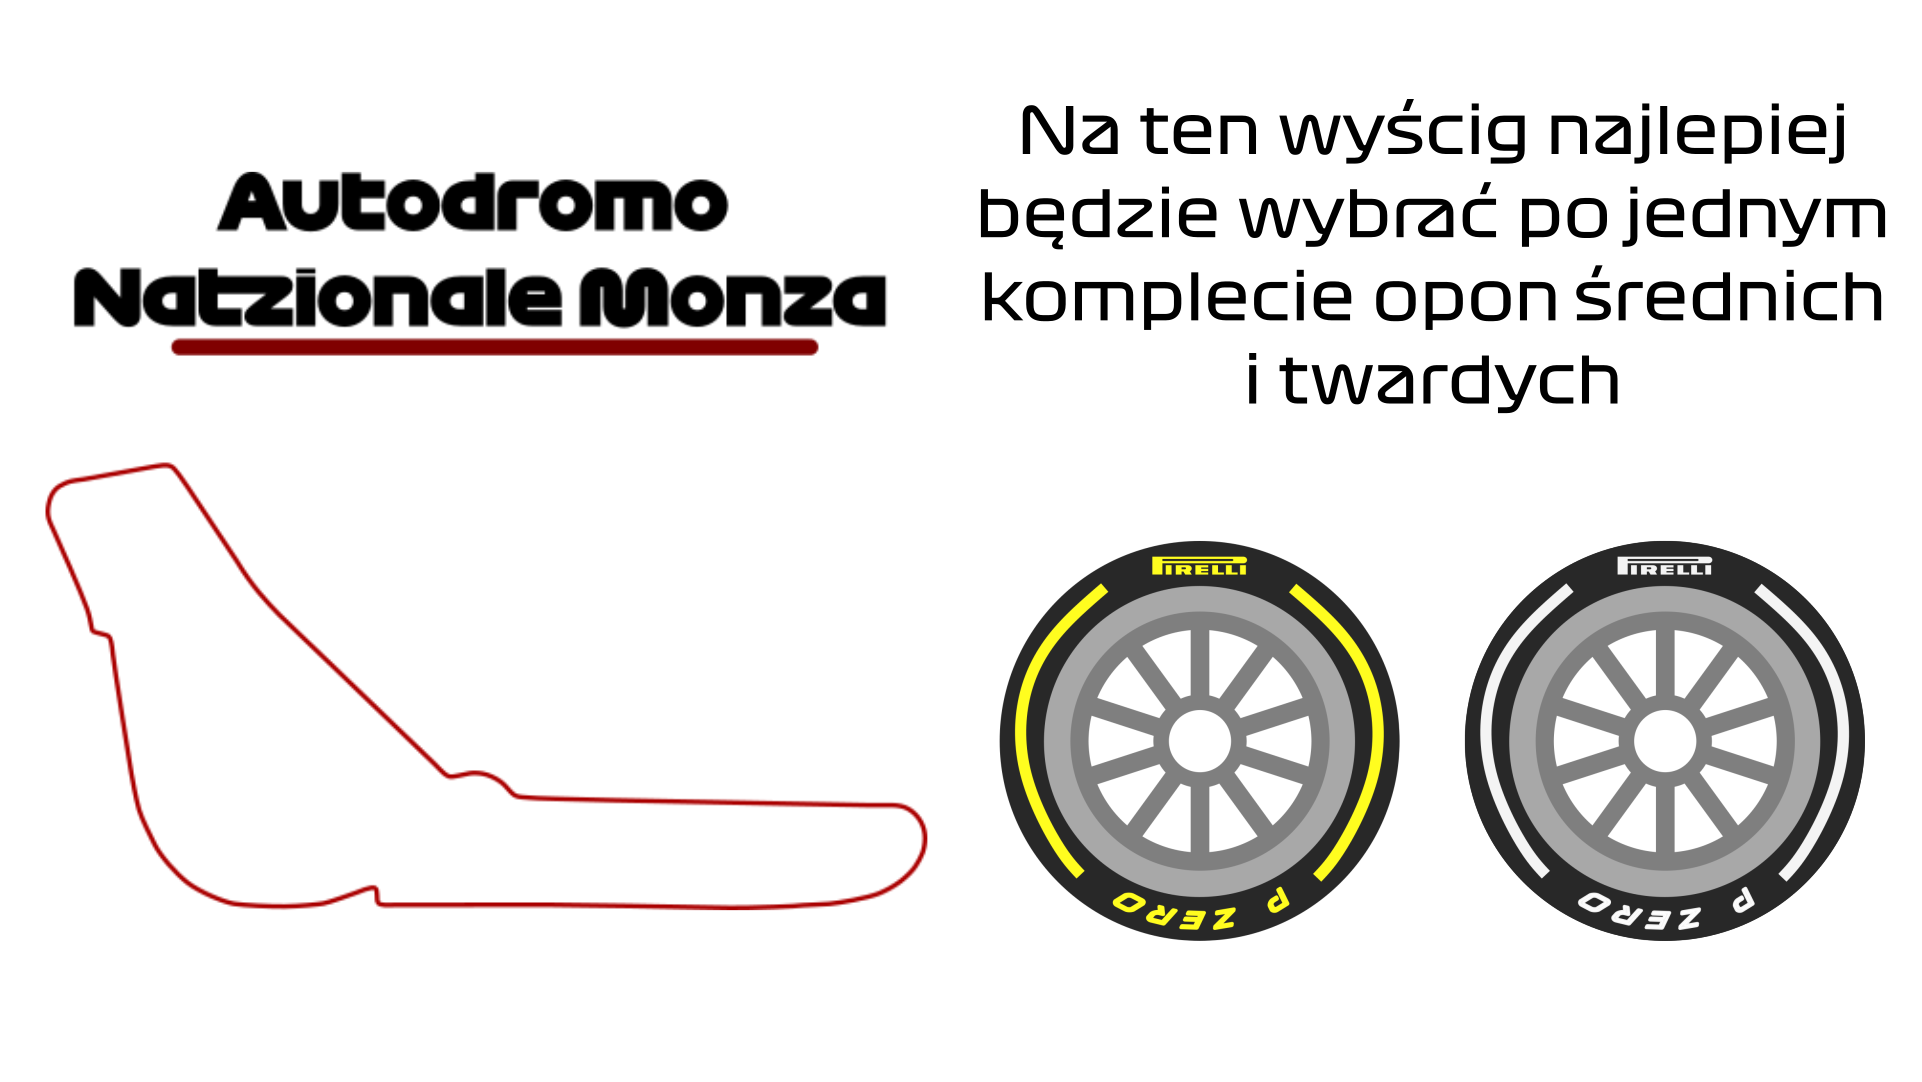 Autodromo
Natzionale Monza
Na ten wyścig najlepiej
będzie wybrać po jednym
komplecie opon średnich
i twardych
PIRELLI
P ZERO
PIRELLI
P ZERO